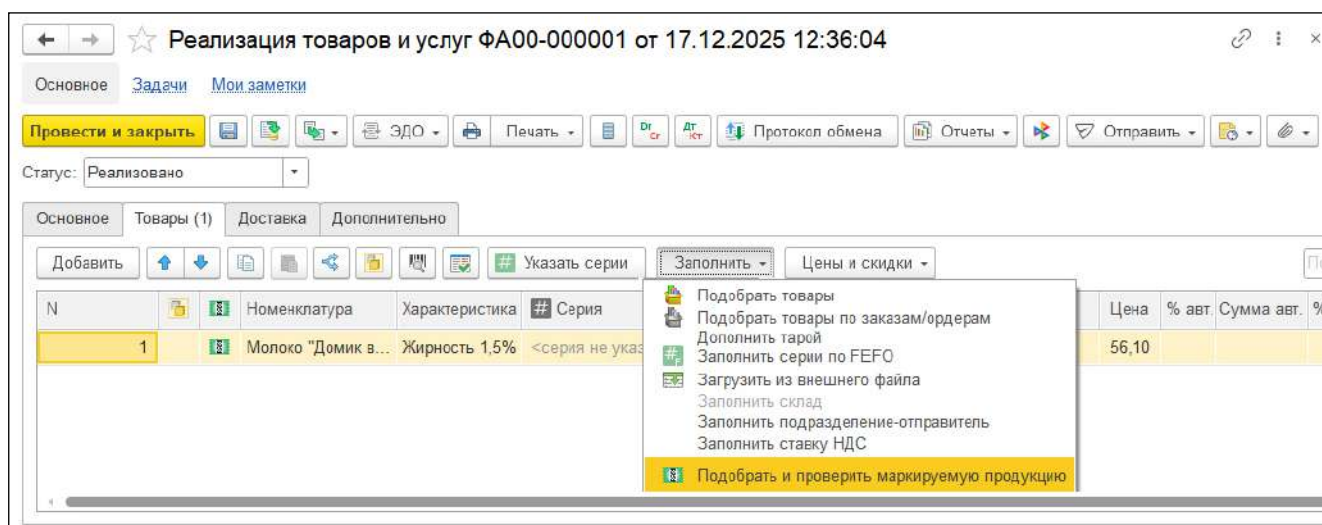 Реализация товаров и услуг ФА00-000001 от 17.12.2025 12:36:04
Основное Задачи Мои заметки
Провести и закрыть ЭДО Печать Dr Cr Дт Кт Протокол обмена Отчеты Отправить
Статус: Реализовано
Основное Товары (1) Доставка Дополнительно
Добавить Указать серии Заполнить Цены и скидки
N Номенклатура Характеристика Серия Цена % авт. Сумма авт. %
1 Молоко "Домик в... Жирность 1,5% <серия не указ 56,10
Подобрать товары
Подобрать товары по заказам/ордерам
Дополнить тарой
Заполнить серии по FEFO
Загрузить из внешнего файла
Заполнить склад
Заполнить подразделение-отправитель
Заполнить ставку НДС
Подобрать и проверить маркируемую продукцию